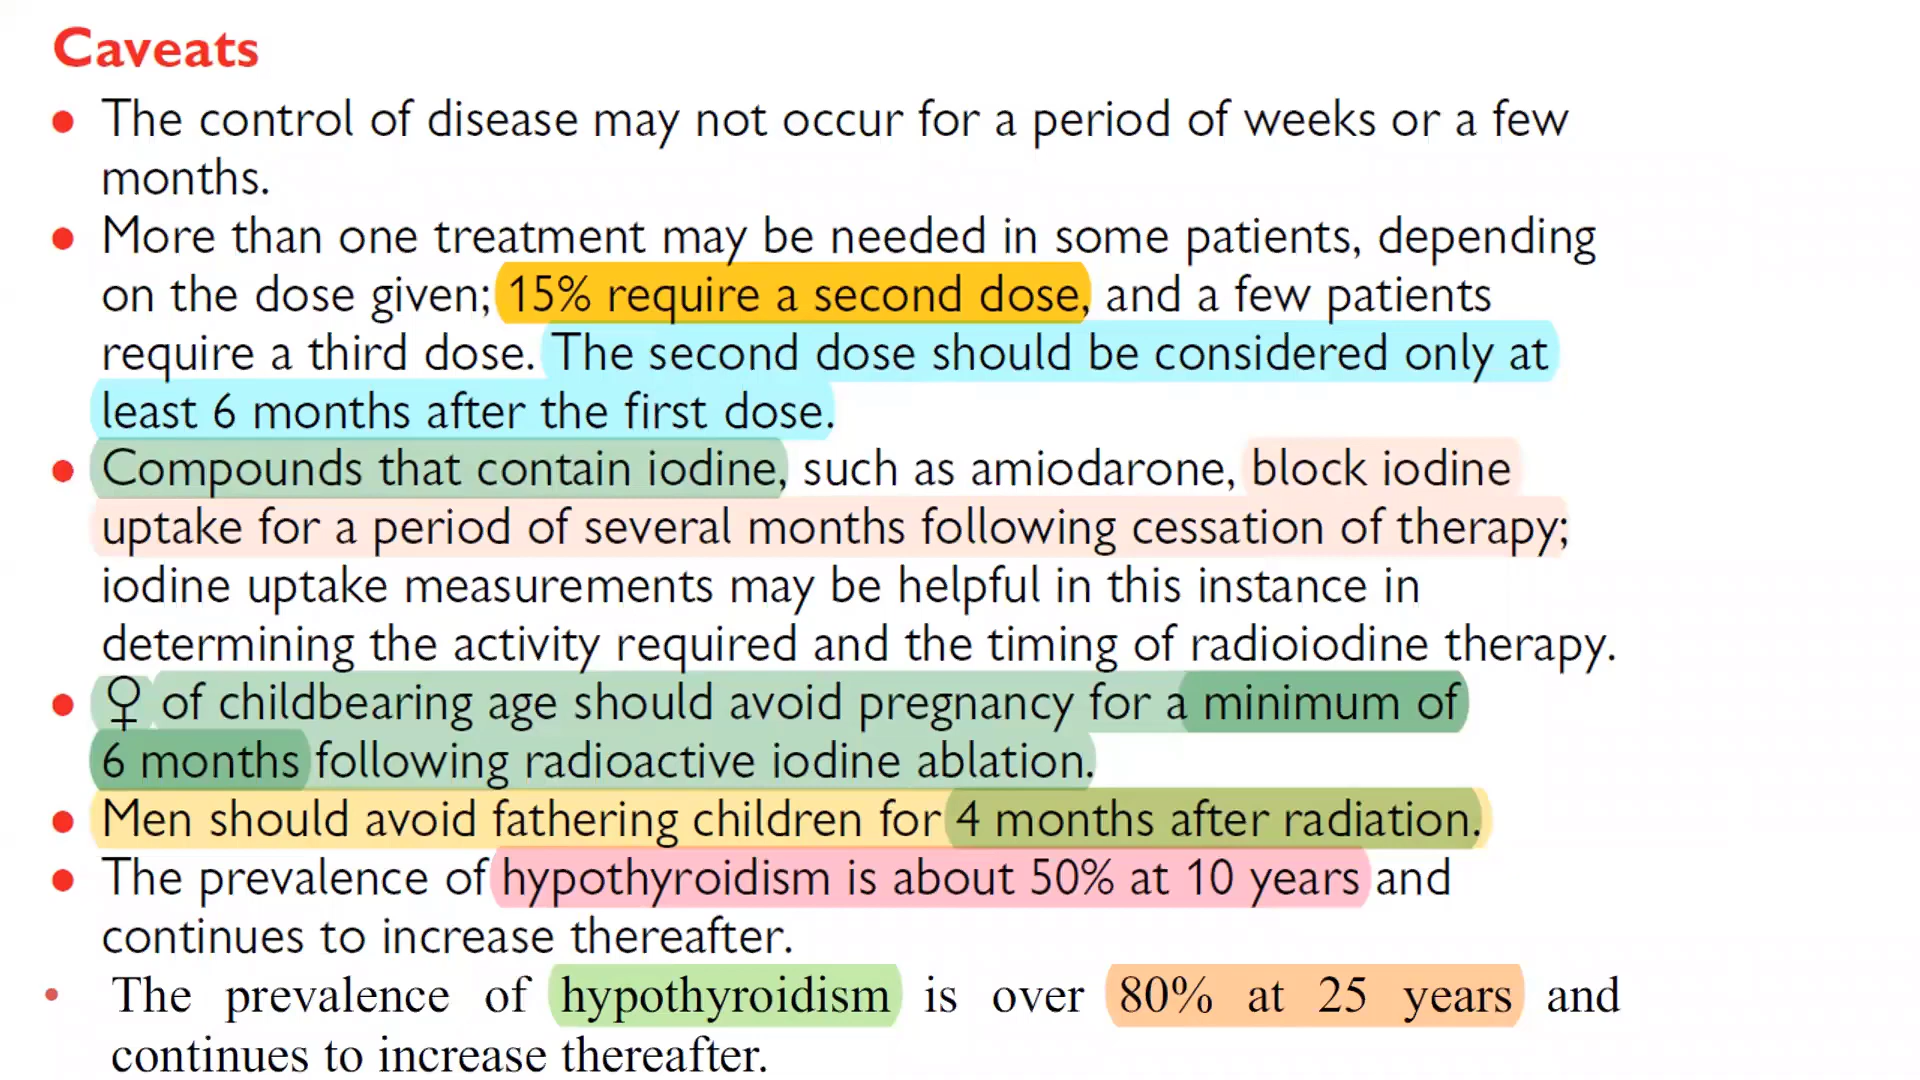 Caveats
• The control of disease may not occur for a period of weeks or a few
months.
• More than one treatment may be needed in some patients, depending
on the dose given; 15% require a second dose, and a few patients
require a third dose. The second dose should be considered only at
least 6 months after the first dose.
• Compounds that contain iodine, such as amiodarone, block iodine
uptake for a period of several months following cessation of therapy;
iodine uptake measurements may be helpful in this instance in
determining the activity required and the timing of radioiodine therapy.
• ♀ of childbearing age should avoid pregnancy for a minimum of
6 months following radioactive iodine ablation.
• Men should avoid fathering children for 4 months after radiation.
• The prevalence of hypothyroidism is about 50% at 10 years and
continues to increase thereafter.
• The prevalence of hypothyroidism is over 80% at 25 years and
continues to increase thereafter.